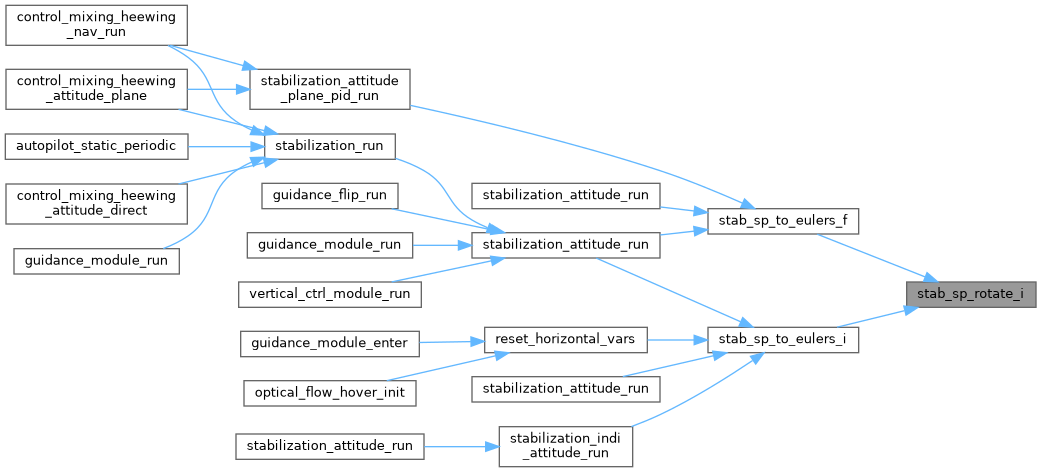 control_mixing_heewing
_nav_run
control_mixing_heewing
_attitude_plane
autopilot_static_periodic
control_mixing_heewing
_attitude_direct
guidance_module_run
stabilization_attitude
_plane_pid_run
stabilization_run
guidance_flip_run
guidance_module_run
vertical_ctrl_module_run
guidance_module_enter
optical_flow_hover_init
stabilization_attitude_run
stabilization_attitude_run
stabilization_attitude_run
reset_horizontal_vars
stabilization_attitude_run
stabilization_indi
_attitude_run
stab_sp_to_eulers_f
stab_sp_to_eulers_i
stab_sp_rotate_i